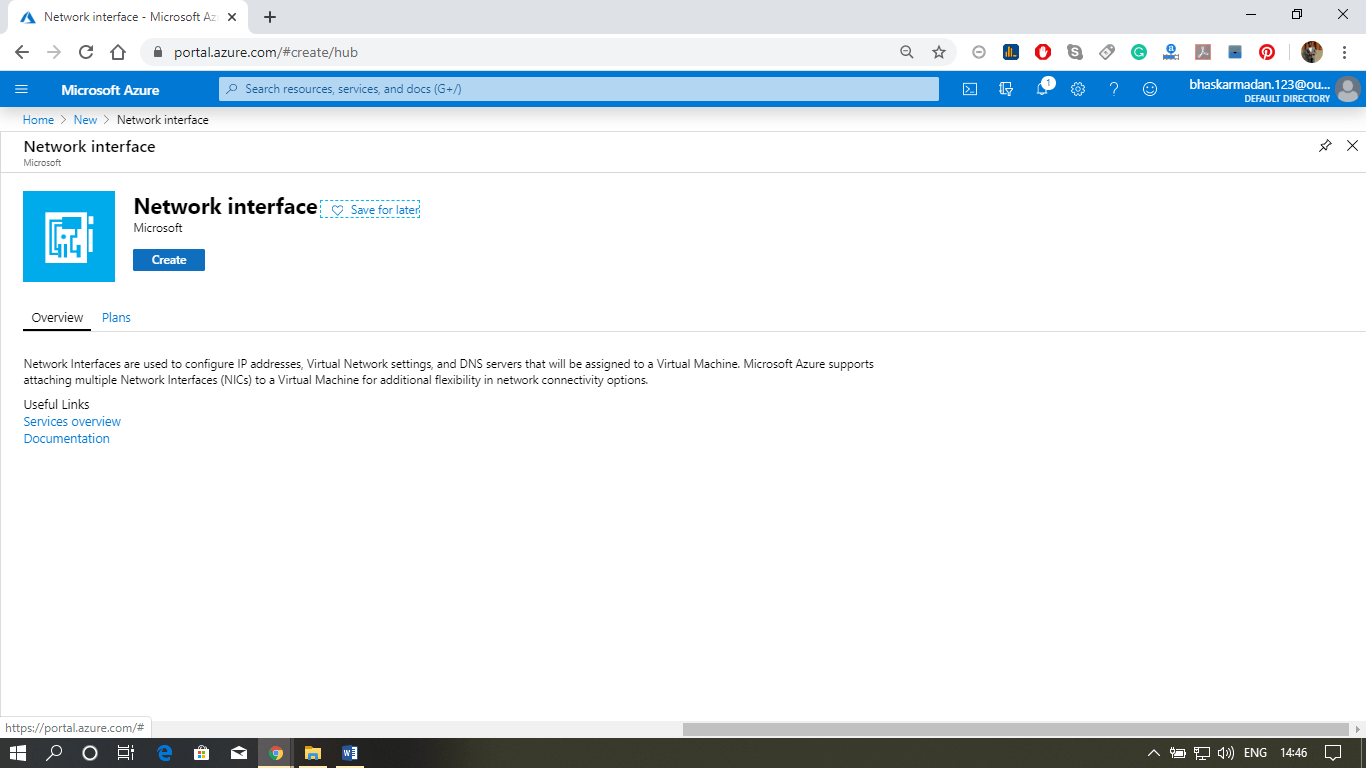 Network interface - Microsoft Az
portal.azure.com/#create/hub
Microsoft Azure
Search resources, services, and docs (G+/)
1
bhaskarmadan.123@ou...
DEFAULT DIRECTORY
Home > New > Network interface
Network interface
Microsoft
Network interface
Save for later
Microsoft
Create
Overview
Plans
Network Interfaces are used to configure IP addresses, Virtual Network settings, and DNS servers that will be assigned to a Virtual Machine. Microsoft Azure supports
attaching multiple Network Interfaces (NICs) to a Virtual Machine for additional flexibility in network connectivity options.
Useful Links
Services overview
Documentation
https://portal.azure.com/#
ENG
14:46